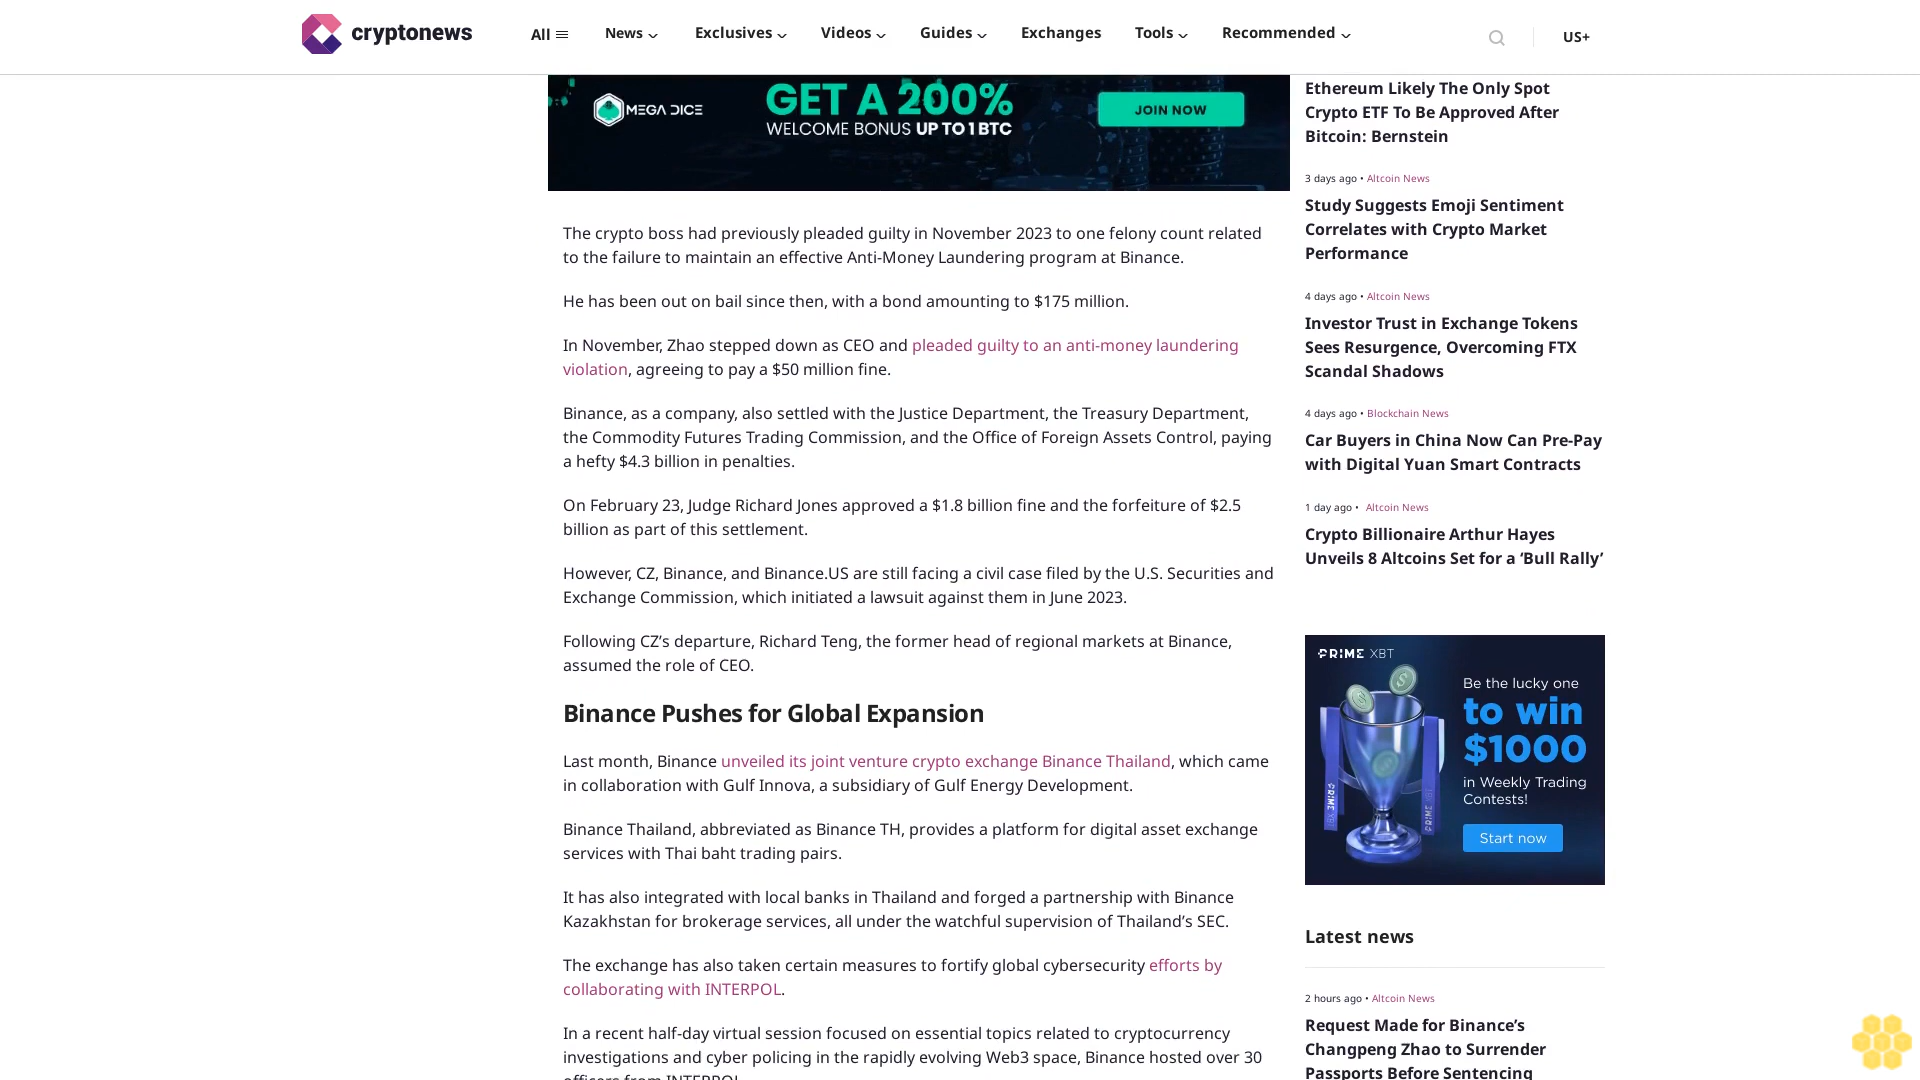 cryptonews
All
News
Exclusives
Videos
Guides
Exchanges
Tools
Recommended
US+
MEGA DICE
GET A 200%
WELCOME BONUS UP TO 1 BTC
JOIN NOW
The crypto boss had previously pleaded guilty in November 2023 to one felony count related
to the failure to maintain an effective Anti-Money Laundering program at Binance.
He has been out on bail since then, with a bond amounting to $175 million.
In November, Zhao stepped down as CEO and pleaded guilty to an anti-money laundering
violation, agreeing to pay a $50 million fine.
Binance, as a company, also settled with the Justice Department, the Treasury Department,
the Commodity Futures Trading Commission, and the Office of Foreign Assets Control, paying
a hefty $4.3 billion in penalties.
On February 23, Judge Richard Jones approved a $1.8 billion fine and the forfeiture of $2.5
billion as part of this settlement.
However, CZ, Binance, and Binance.US are still facing a civil case filed by the U.S. Securities and
Exchange Commission, which initiated a lawsuit against them in June 2023.
Following CZ’s departure, Richard Teng, the former head of regional markets at Binance,
assumed the role of CEO.
Binance Pushes for Global Expansion
Last month, Binance unveiled its joint venture crypto exchange Binance Thailand, which came
in collaboration with Gulf Innova, a subsidiary of Gulf Energy Development.
Binance Thailand, abbreviated as Binance TH, provides a platform for digital asset exchange
services with Thai baht trading pairs.
It has also integrated with local banks in Thailand and forged a partnership with Binance
Kazakhstan for brokerage services, all under the watchful supervision of Thailand’s SEC.
The exchange has also taken certain measures to fortify global cybersecurity efforts by
collaborating with INTERPOL.
In a recent half-day virtual session focused on essential topics related to cryptocurrency
investigations and cyber policing in the rapidly evolving Web3 space, Binance hosted over 30
officers from INTERPOL
Ethereum Likely The Only Spot
Crypto ETF To Be Approved After
Bitcoin: Bernstein
3 days ago • Altcoin News
Study Suggests Emoji Sentiment
Correlates with Crypto Market
Performance
4 days ago • Altcoin News
Investor Trust in Exchange Tokens
Sees Resurgence, Overcoming FTX
Scandal Shadows
4 days ago • Blockchain News
Car Buyers in China Now Can Pre-Pay
with Digital Yuan Smart Contracts
1 day ago • Altcoin News
Crypto Billionaire Arthur Hayes
Unveils 8 Altcoins Set for a ‘Bull Rally’
PRIME XBT
Be the lucky one
to win
$1000
in Weekly Trading
Contests!
Start now
Latest news
2 hours ago • Altcoin News
Request Made for Binance’s
Changpeng Zhao to Surrender
Passports Before Sentencing